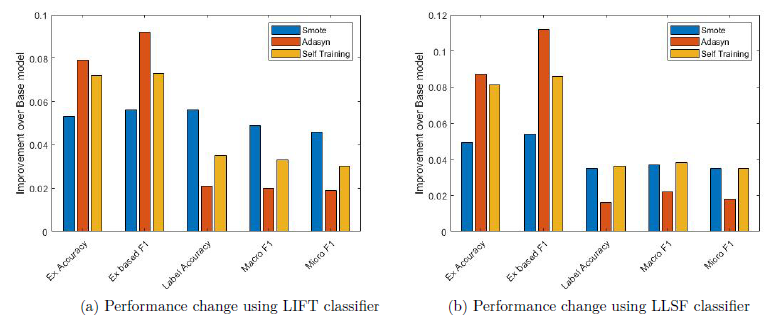 0.1
0.08
0.06
0.04
0.02
0
Improvement over Base model
Smote
Adasyn
Self Training
Ex Accuracy
Ex based F1
Label Accuracy
Macro F1
Micro F1
(a) Performance change using LIFT classifier
0.12
0.1
0.08
0.06
0.04
0.02
0
Improvement over Base model
Smote
Adasyn
Self Training
Ex Accuracy
Ex based F1
Label Accuracy
Macro F1
Micro F1
(b) Performance change using LLSF classifier